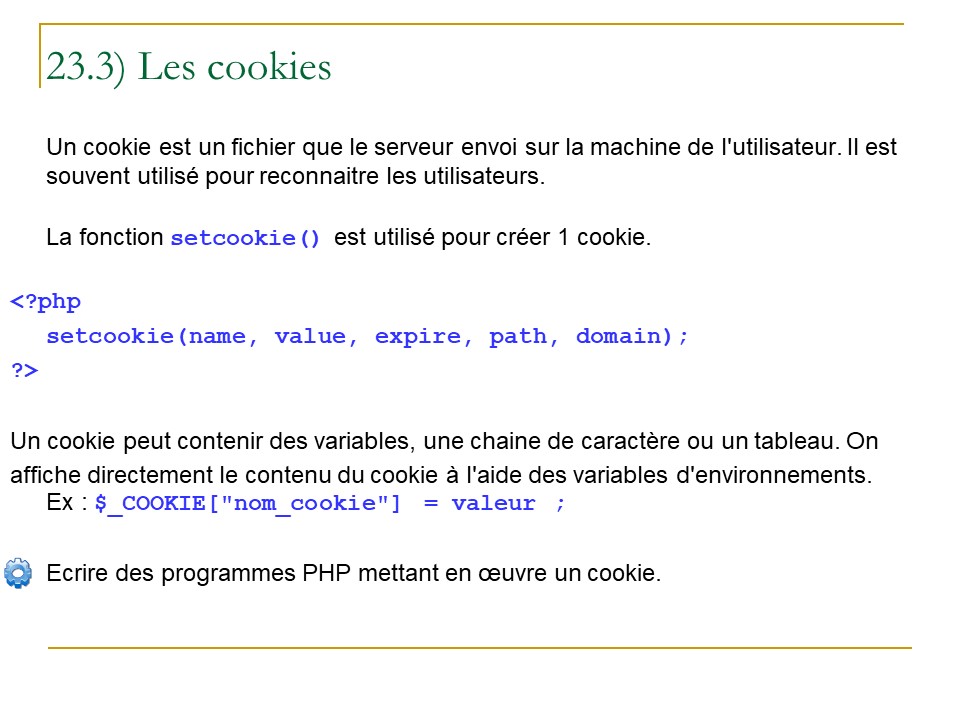 23.3) Les cookies
Un cookie est un fichier que le serveur envoi sur la machine de l'utilisateur. Il est
souvent utilisé pour reconnaitre les utilisateurs.
La fonction setcookie() est utilisé pour créer 1 cookie.
<?php
setcookie(name, value, expire, path, domain);
?>
Un cookie peut contenir des variables, une chaine de caractère ou un tableau. On
affiche directement le contenu du cookie à l'aide des variables d'environnements.
Ex : $_COOKIE["nom_cookie"] = valeur ;
Ecrire des programmes PHP mettant en œuvre un cookie.